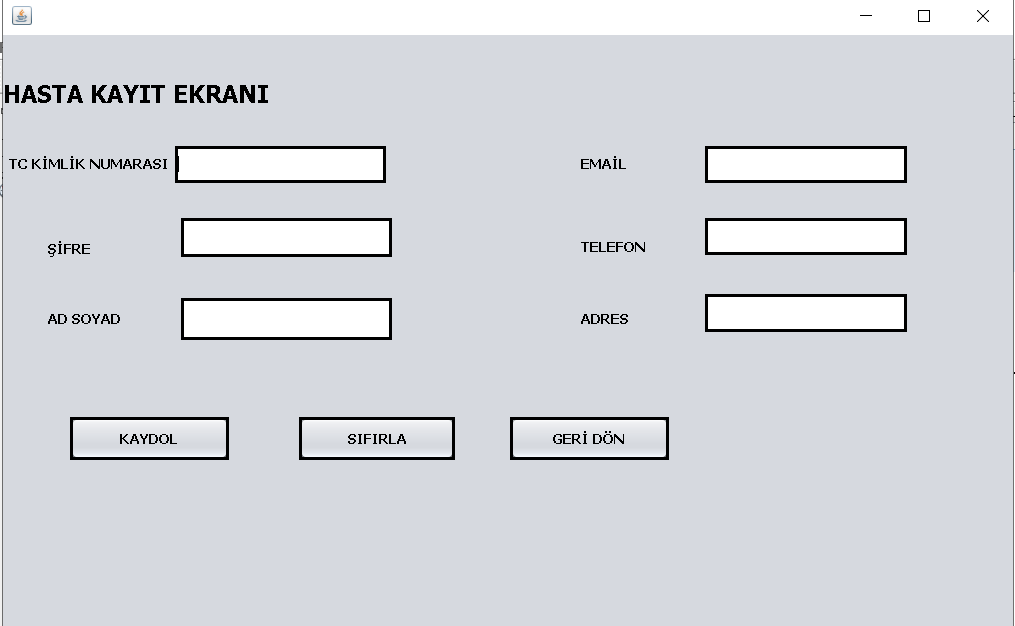 HASTA KAYIT EKRANI
TC KİMLİK NUMARASI
EMAİL
ŞİFRE
TELEFON
AD SOYAD
ADRES
KAYDOL
SIFIRLA
GERİ DÖN